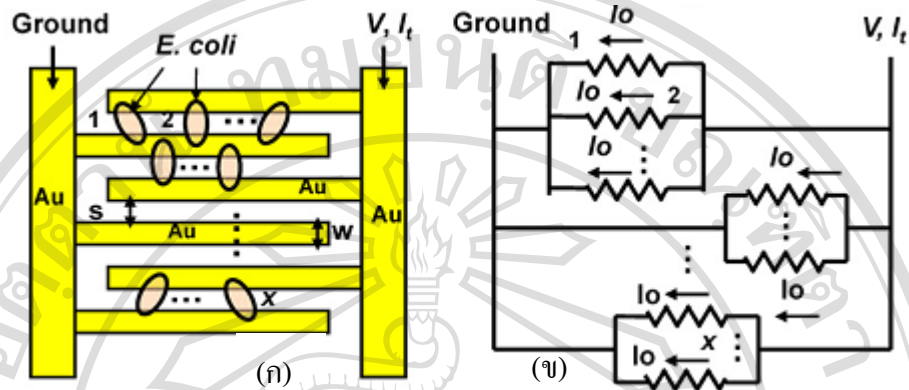 Ground
E. coli
V, It
1
2
...
...
Au
Au
Au
Au
S
W
...
x
(ก)
Ground
V, It
Io
1
Io
2
Io
Io
Io
Io
x
Io
(ข)